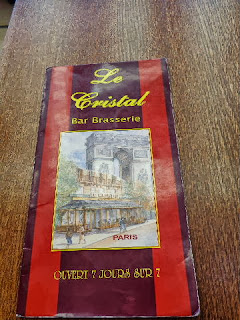 Le
Cristal
Bar Brasserie
PARIS
OUVERT 7 JOURS SUR 7